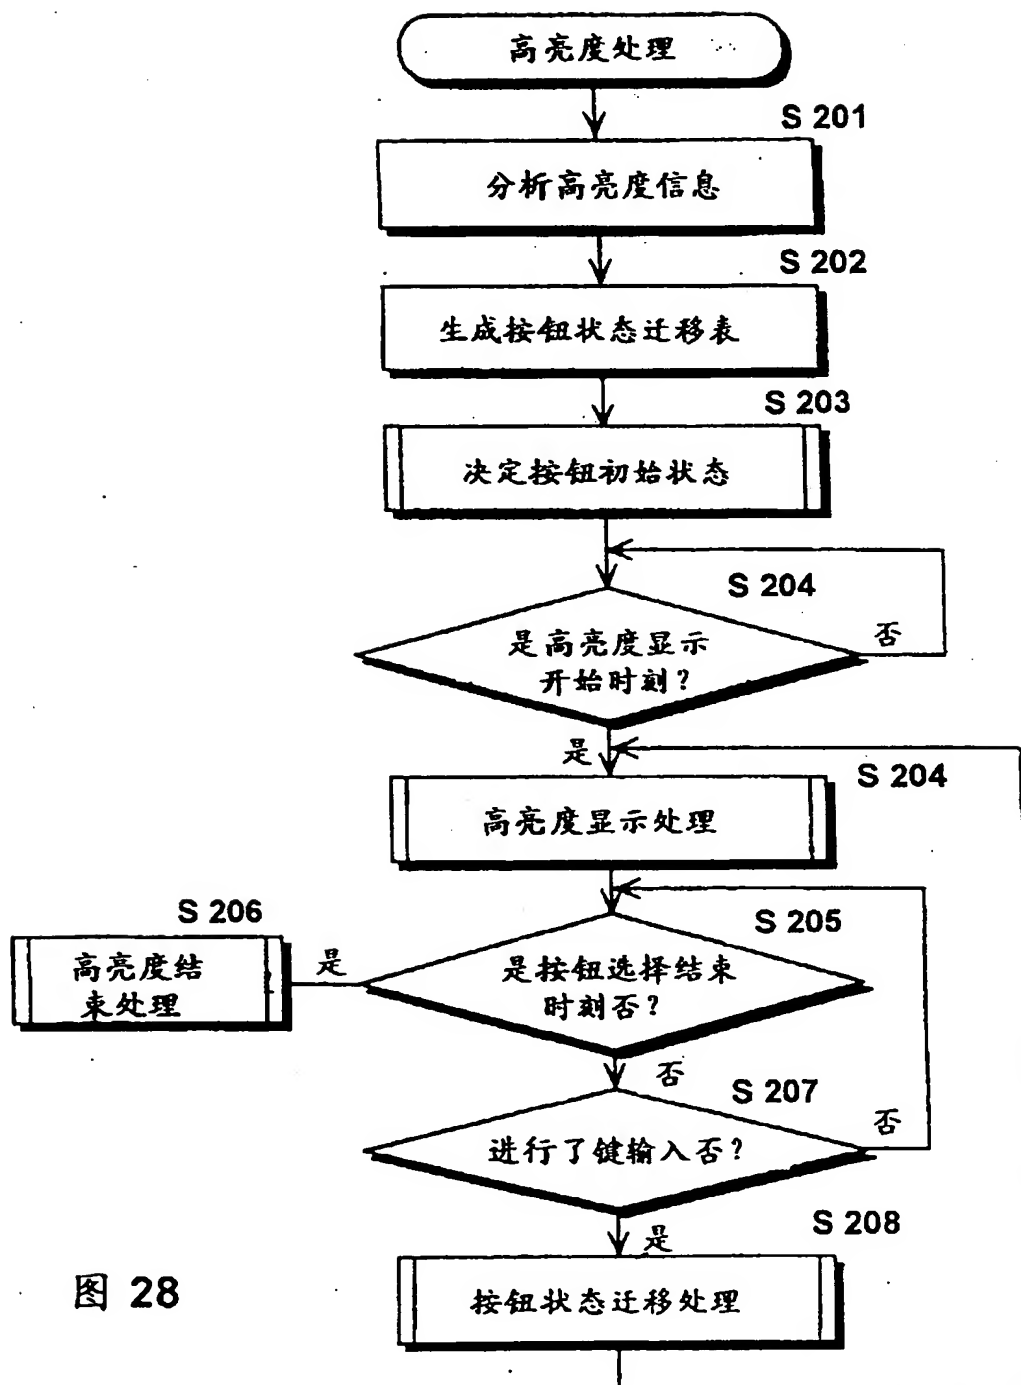 高亮度处理
S 201
分析高亮度信息
S 202
生成按钮状态迁移表
S 203
决定按钮初始状态
S 204
是高亮度显示
开始时刻?
否
是
S 204
高亮度显示处理
S 206
高亮度结
束处理
是
S 205
是按钮选择结束
时刻否?
否
S 207
进行了键输入否?
否
是
S 208
按钮状态迁移处理
图 28